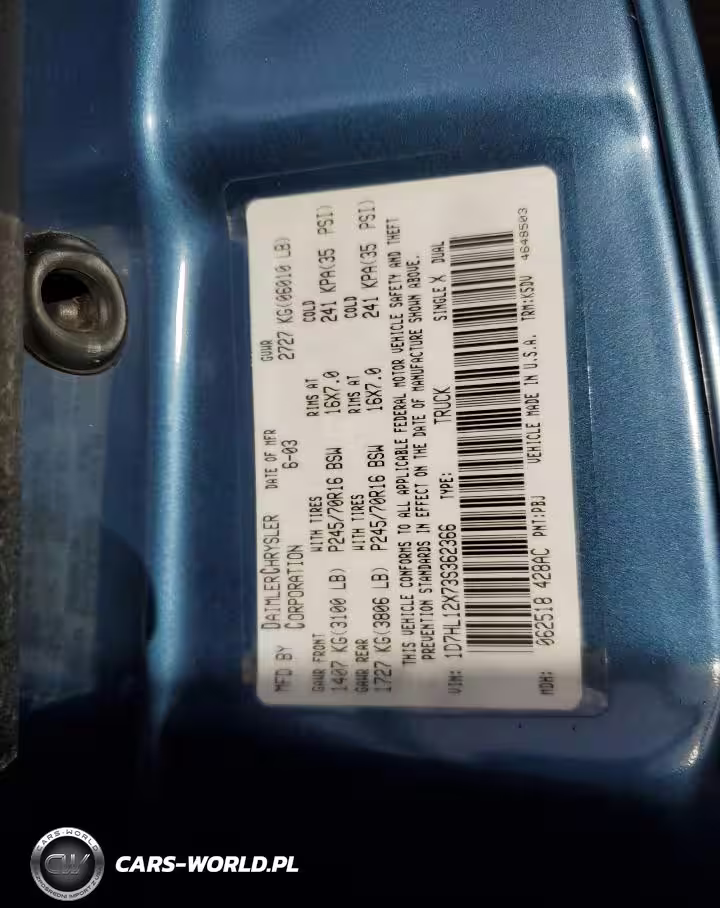 MFD BY DAIMLERCHRYSLER CORPORATION DATE OF MFR 6-03 GVWR 2727 KG(06010 LB)
GAWR FRONT WITH TIRES RIMS AT COLD
1407 KG(3100 LB) P245/70R16 BSW 16X7.0 241 KPA(35 PSI)
GAWR REAR WITH TIRES RIMS AT COLD
1727 KG(3806 LB) P245/70R16 BSW 16X7.0 241 KPA(35 PSI)
THIS VEHICLE CONFORMS TO ALL APPLICABLE FEDERAL MOTOR VEHICLE SAFETY AND THEFT
PREVENTION STANDARDS IN EFFECT ON THE DATE OF MANUFACTURE SHOWN ABOVE.
VIN: 1D7HL12X73S362366 TYPE: TRUCK SINGLE X DUAL
4648503
MDH: 062518 428AC PNT:PBJ VEHICLE MADE IN U.S.A. TRM:K5DV
CARS-WORLD
CW
CARS-WORLD.PL